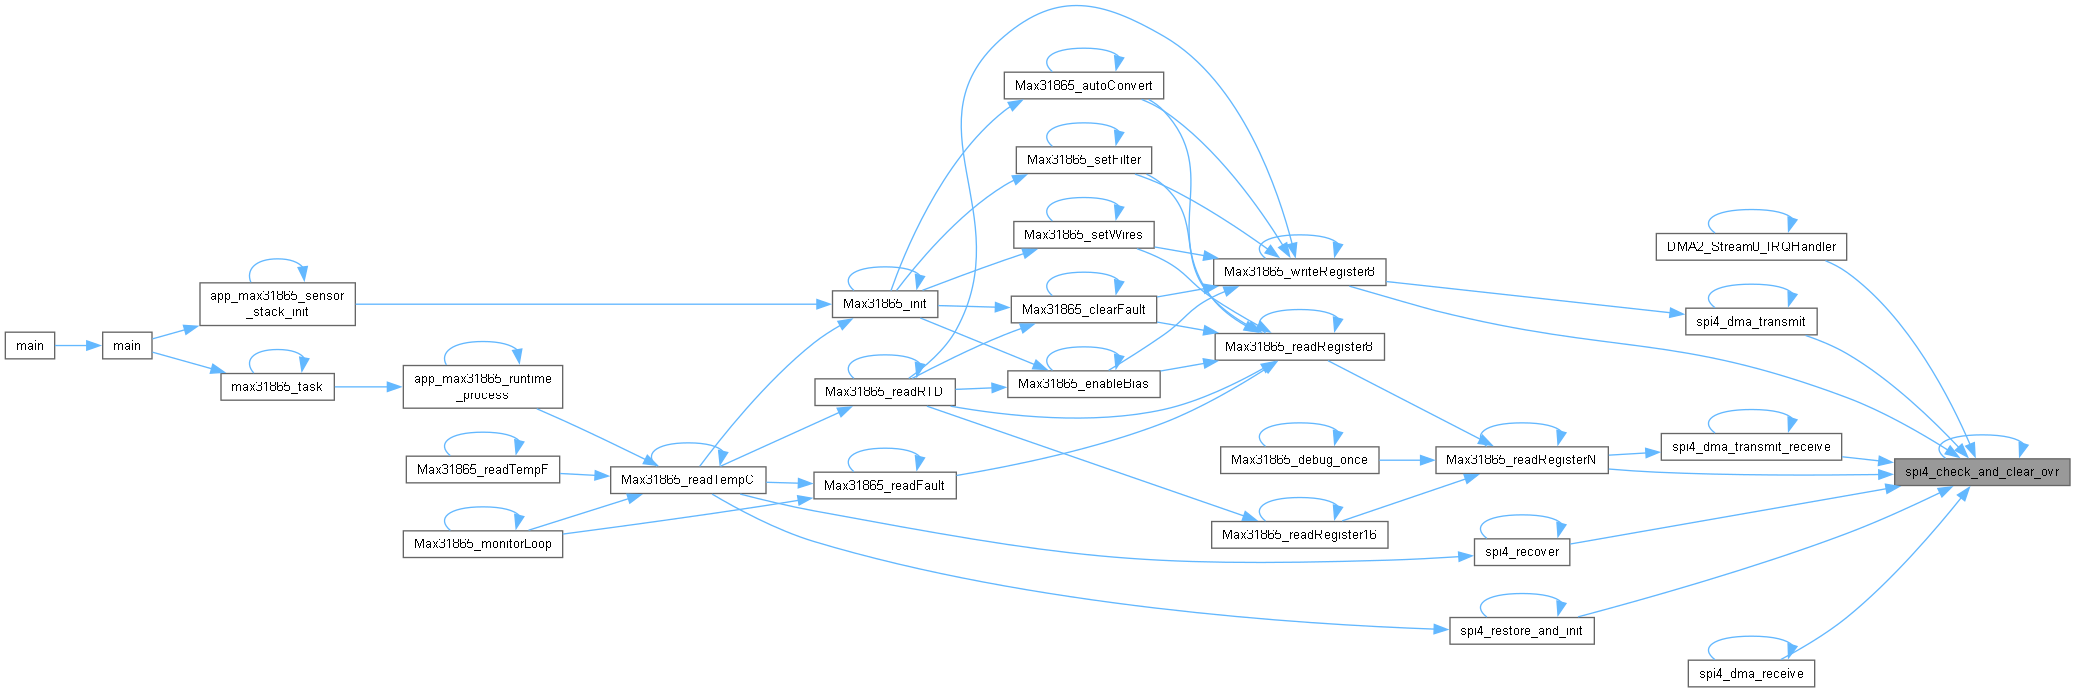 main
main
app_max31865_sensor
_stack_init
max31865_task
app_max31865_runtime
_process
Max31865_readTempF
Max31865_monitorLoop
Max31865_readTempC
Max31865_init
Max31865_readRTD
Max31865_readFault
Max31865_autoConvert
Max31865_setFilter
Max31865_setWires
Max31865_clearFault
Max31865_enableBias
Max31865_writeRegister8
Max31865_readRegister8
Max31865_debug_once
Max31865_readRegister16
Max31865_readRegisterN
spi4_recover
spi4_restore_and_init
DMA2_Stream0_IRQHandler
spi4_dma_transmit
spi4_dma_transmit_receive
spi4_dma_receive
spi4_check_and_clear_ovr